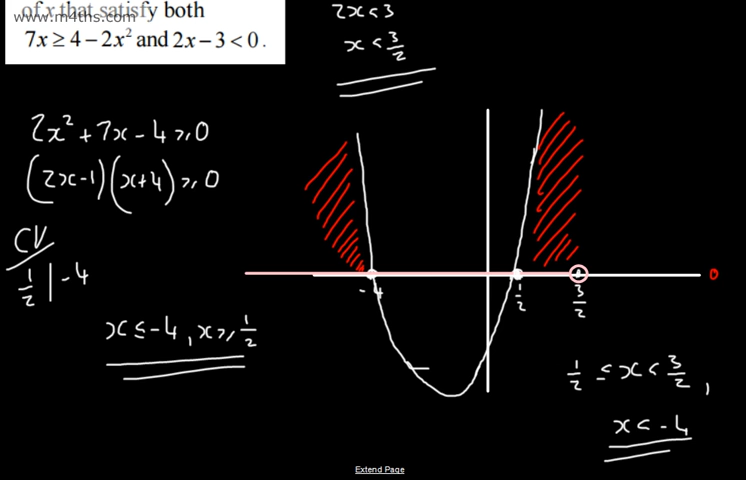 of x that satisfy both
www.m4ths.com
7x ≥ 4 – 2x² and 2x – 3 < 0.
2x < 3
x < 3/2
2x² + 7x - 4 ≥ 0
(2x-1)(x+4) ≥ 0
CV
1/2 | -4
x ≤ -4, x ≥ 1/2
-4
1/2
3/2
0
1/2 ≤ x < 3/2,
x < -4
Extend Page